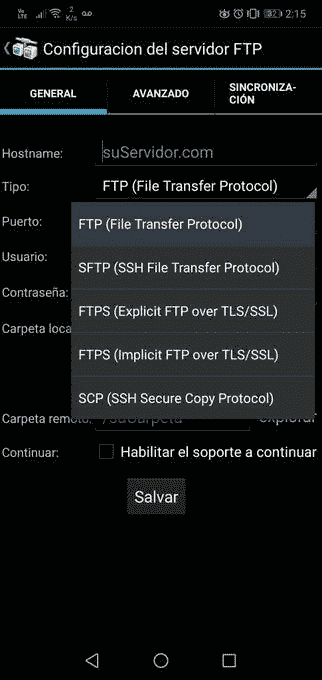 Vo
LTE
2
K/s
32
2:15
Configuracion del servidor FTP
GENERAL
AVANZADO
SINCRONIZA-
CIÓN
Hostname:
suServidor.com
Tipo:
FTP (File Transfer Protocol)
Puerto:
FTP (File Transfer Protocol)
SFTP (SSH File Transfer Protocol)
Usuario:
FTPS (Explicit FTP over TLS/SSL)
Contraseña:
FTPS (Implicit FTP over TLS/SSL)
Carpeta loca
SCP (SSH Secure Copy Protocol)
Carpeta remoto:
/suCarpeta
explorar
Continuar:
Habilitar el soporte a continuar
Salvar